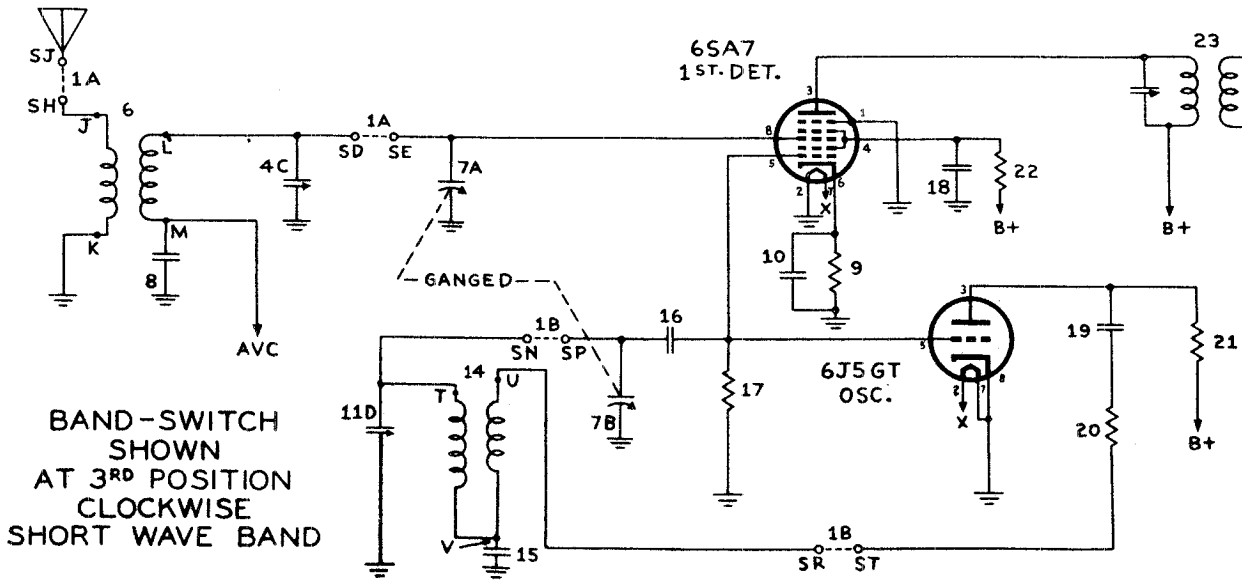 6SA7
1ST. DET.
23
SJ
1A
SH
J
6
L
K
M
8
AVC
4C
1A
SD SE
7A
GANGED
3
1
8
4
5
2
7
6
X
18
22
B+
B+
10
9
1B
SN SP
16
14
T
U
11D
V
15
7B
17
3
5
2
7
8
X
6J5GT
OSC.
19
20
21
B+
1B
SR ST
BAND-SWITCH
SHOWN
AT 3RD POSITION
CLOCKWISE
SHORT WAVE BAND